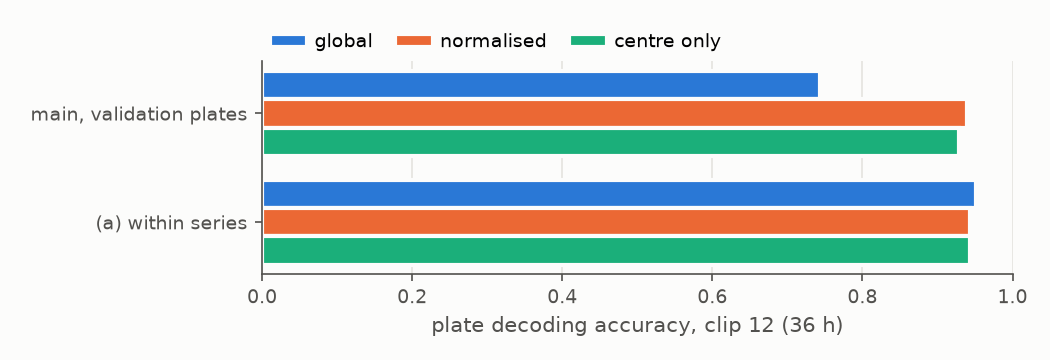 global normalised centre only
main, validation plates
(a) within series
0.0 0.2 0.4 0.6 0.8 1.0
plate decoding accuracy, clip 12 (36 h)